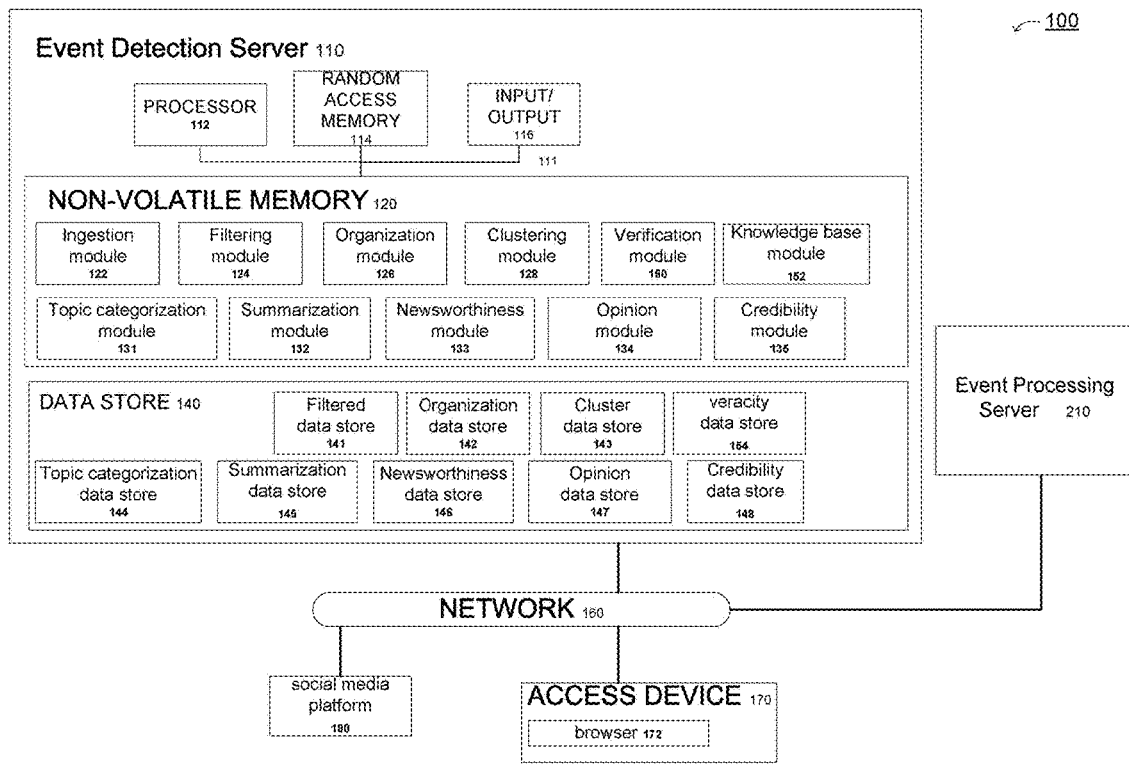 100
Event Detection Server 110
PROCESSOR
112
RANDOM
ACCESS
MEMORY
114
INPUT/
OUTPUT
116
111
NON-VOLATILE MEMORY 120
Ingestion
module
122
Filtering
module
124
Organization
module
126
Clustering
module
128
Verification
module
150
Knowledge base
module
152
Topic categorization
module
131
Summarization
module
132
Newsworthiness
module
133
Opinion
module
134
Credibility
module
135
Event Processing
Server 210
DATA STORE 140
Filtered
data store
141
Organization
data store
142
Cluster
data store
143
veracity
data store
154
Topic categorization
data store
144
Summarization
data store
145
Newsworthiness
data store
146
Opinion
data store
147
Credibility
data store
148
NETWORK 160
social media
platform
180
ACCESS DEVICE 170
browser 172